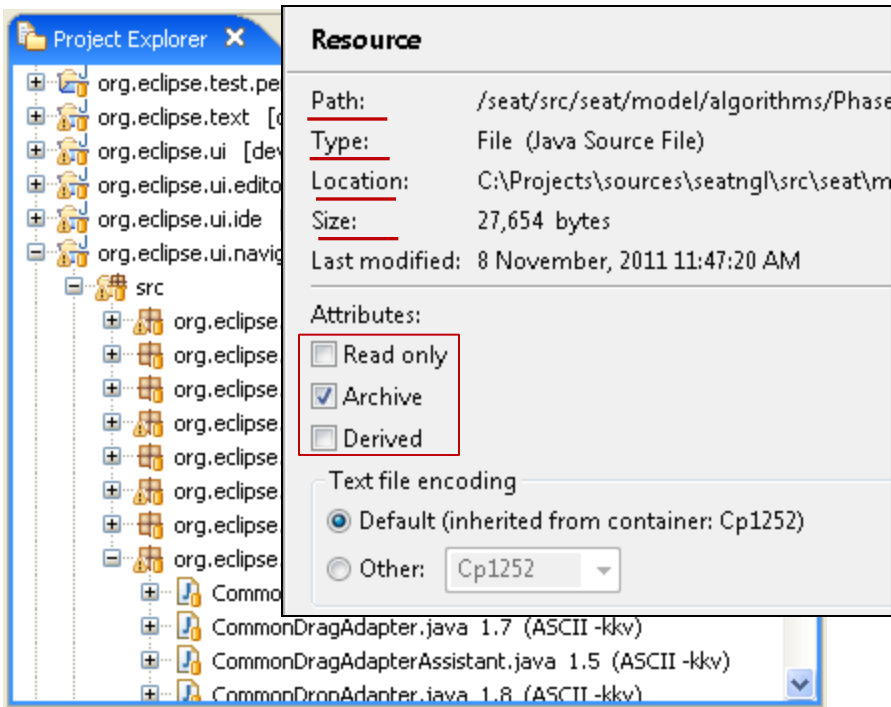 Project Explorer
org.eclipse.test.pe
org.eclipse.text [
org.eclipse.ui [dev
org.eclipse.ui.edito
org.eclipse.ui.ide [
org.eclipse.ui.navig
src
org.eclipse.
org.eclipse
org.eclipse
org.eclipse.
org.eclipse
org.eclipse.
org.eclipse
org.eclipse.
Commo
CommonDragAdapter.java 1.7 (ASCII -kkv)
CommonDragAdapterAssistant.java 1.5 (ASCII -kkv)
CommonDropAdapter.java 1.8 (ASCII -kkv)
Resource
Path: /seat/src/seat/model/algorithms/Phase
Type: File (Java Source File)
Location: C:\Projects\sources\seatngl\src\seat\m
Size: 27,654 bytes
Last modified: 8 November, 2011 11:47:20 AM
Attributes:
Read only
Archive
Derived
Text file encoding
Default (inherited from container: Cp1252)
Other: Cp1252